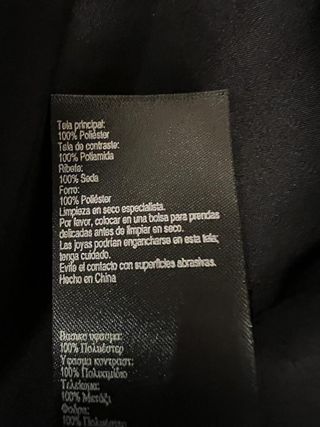 Tela principal:
100% Poliéster
Tela de contraste:
100% Poliamida
Ribete:
100% Seda
Forro:
100% Poliéster
Limpieza en seco especialista.
Por favor, colocar en una bolsa para prendas
delicadas antes de limpiar en seco.
Las joyas podrían engancharse en esta tela;
tenga cuidado.
Evite el contacto con superficies abrasivas.
Hecho en China
Βασικό ύφασμα:
100% Πολυέστερ
Ύφασμα κοντράστ:
100% Πολυαμίδιο
Τελείωμα:
100% Μετάξι
Φόδρα:
100% Πολυέστερ